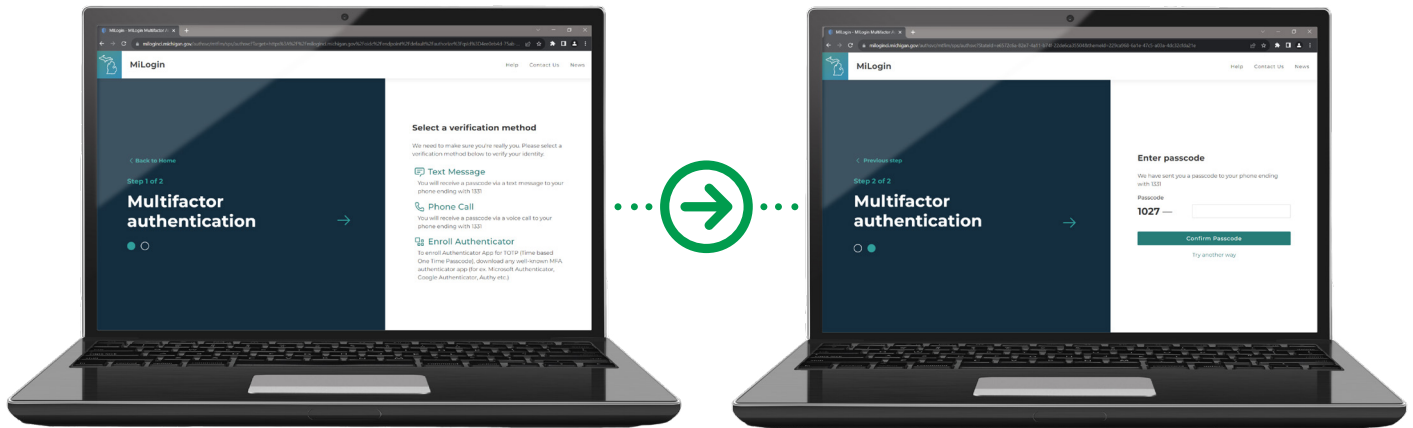 MiLogin - MiLogin Multifactor A
MiLogin
Help Contact Us News
Back to Home
Step 1 of 2
Multifactor
authentication
Select a verification method
We need to make sure you're really you. Please select a
verification method below to verify your identity.
Text Message
You will receive a passcode via a text message to your
phone ending with 1331
Phone Call
You will receive a passcode via a voice call to your
phone ending with 1331
Enroll Authenticator
To enroll Authenticator App for TOTP (Time based
One Time Passcode), download any well-known MFA
authenticator app (for ex. Microsoft Authenticator,
Google Authenticator, Authy etc.)
MiLogin - MiLogin Multifactor A
MiLogin
Help Contact Us News
Previous step
Step 2 of 2
Multifactor
authentication
Enter passcode
We have sent you a passcode to your phone ending
with 1331
Passcode
1027 —
Confirm Passcode
Try another way